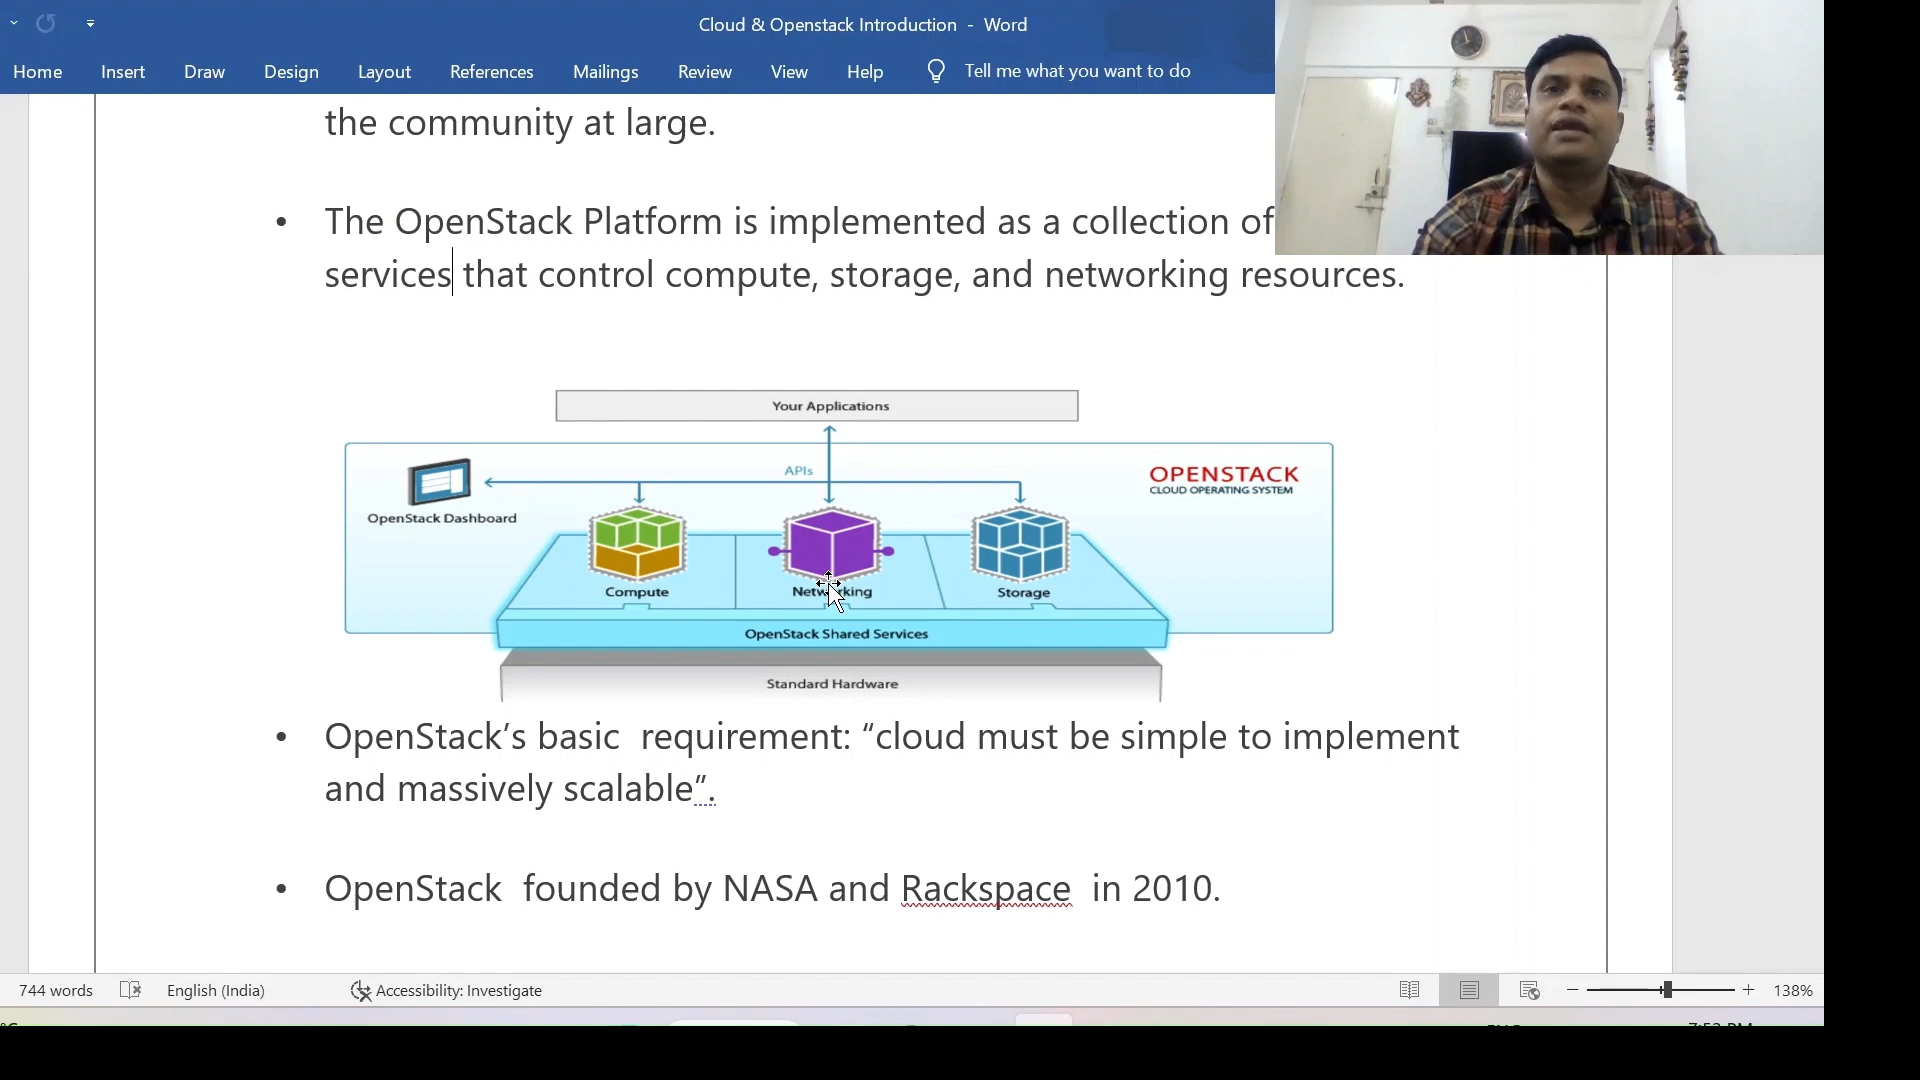 Cloud & Openstack Introduction - Word
Home Insert Draw Design Layout References Mailings Review View Help Tell me what you want to do
the community at large.
• The OpenStack Platform is implemented as a collection of
services that control compute, storage, and networking resources.
Your Applications
APIs
OPENSTACK
CLOUD OPERATING SYSTEM
OpenStack Dashboard
Compute Networking Storage
OpenStack Shared Services
Standard Hardware
• OpenStack’s basic requirement: “cloud must be simple to implement
and massively scalable”.
• OpenStack founded by NASA and Rackspace in 2010.
744 words English (India) Accessibility: Investigate 138%